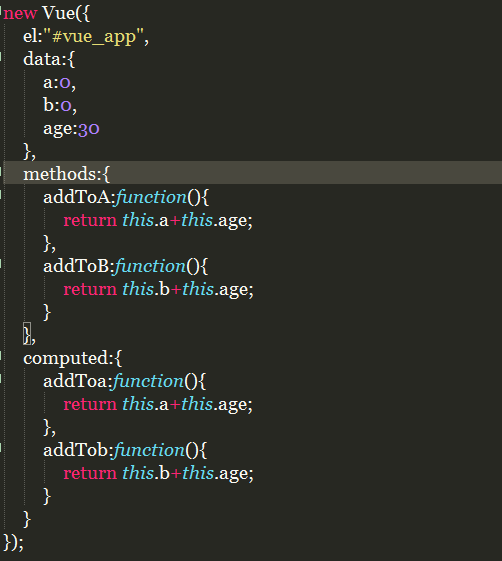 new Vue({
    el:"#vue_app",
    data:{
        a:0,
        b:0,
        age:30
    },
    methods:{
        addToA:function(){
            return this.a+this.age;
        },
        addToB:function(){
            return this.b+this.age;
        }
    },
    computed:{
        addToa:function(){
            return this.a+this.age;
        },
        addTob:function(){
            return this.b+this.age;
        }
    }
});